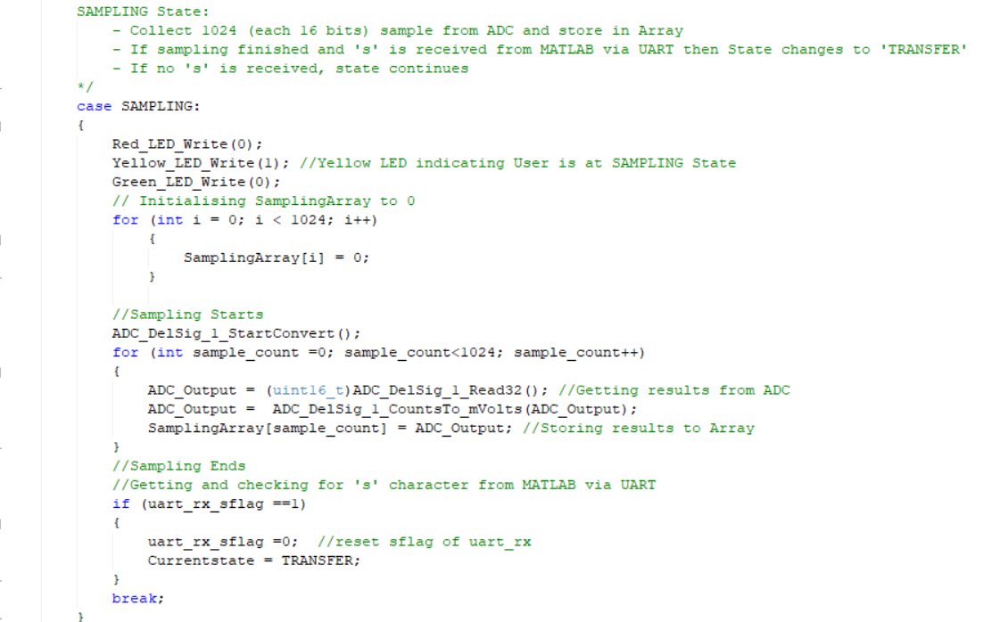 SAMPLING State:
- Collect 1024 (each 16 bits) sample from ADC and store in Array
- If sampling finished and 's' is received from MATLAB via UART then State changes to 'TRANSFER'
- If no 's' is received, state continues
*/
case SAMPLING:
{
Red_LED_Write(0);
Yellow_LED_Write(1); //Yellow LED indicating User is at SAMPLING State
Green_LED_Write(0);
// Initialising SamplingArray to 0
for (int i = 0; i < 1024; i++)
{
SamplingArray[i] = 0;
}
//Sampling Starts
ADC_DelSig_1_StartConvert();
for (int sample_count =0; sample_count<1024; sample_count++)
{
ADC_Output = (uint16_t)ADC_DelSig_1_Read32(); //Getting results from ADC
ADC_Output =  ADC_DelSig_1_CountsTo_mVolts(ADC_Output);
SamplingArray[sample_count] = ADC_Output; //Storing results to Array
}
//Sampling Ends
//Getting and checking for 's' character from MATLAB via UART
if (uart_rx_sflag ==1)
{
uart_rx_sflag =0;  //reset sflag of uart_rx
Currentstate = TRANSFER;
}
break;
}